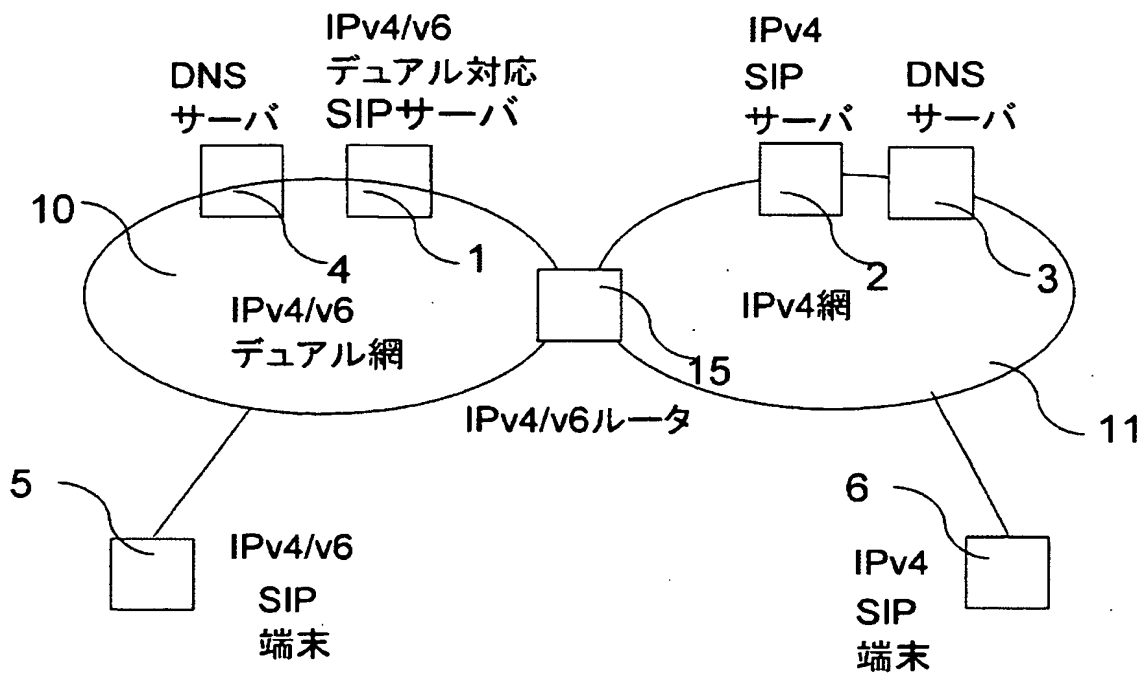 DNS
サーバ
IPv4/v6
デュアル対応
SIPサーバ
IPv4
SIP
サーバ
DNS
サーバ
10
4
1
2
3
IPv4/v6
デュアル網
IPv4網
15
IPv4/v6ルータ
11
5
6
IPv4/v6
SIP
端末
IPv4
SIP
端末